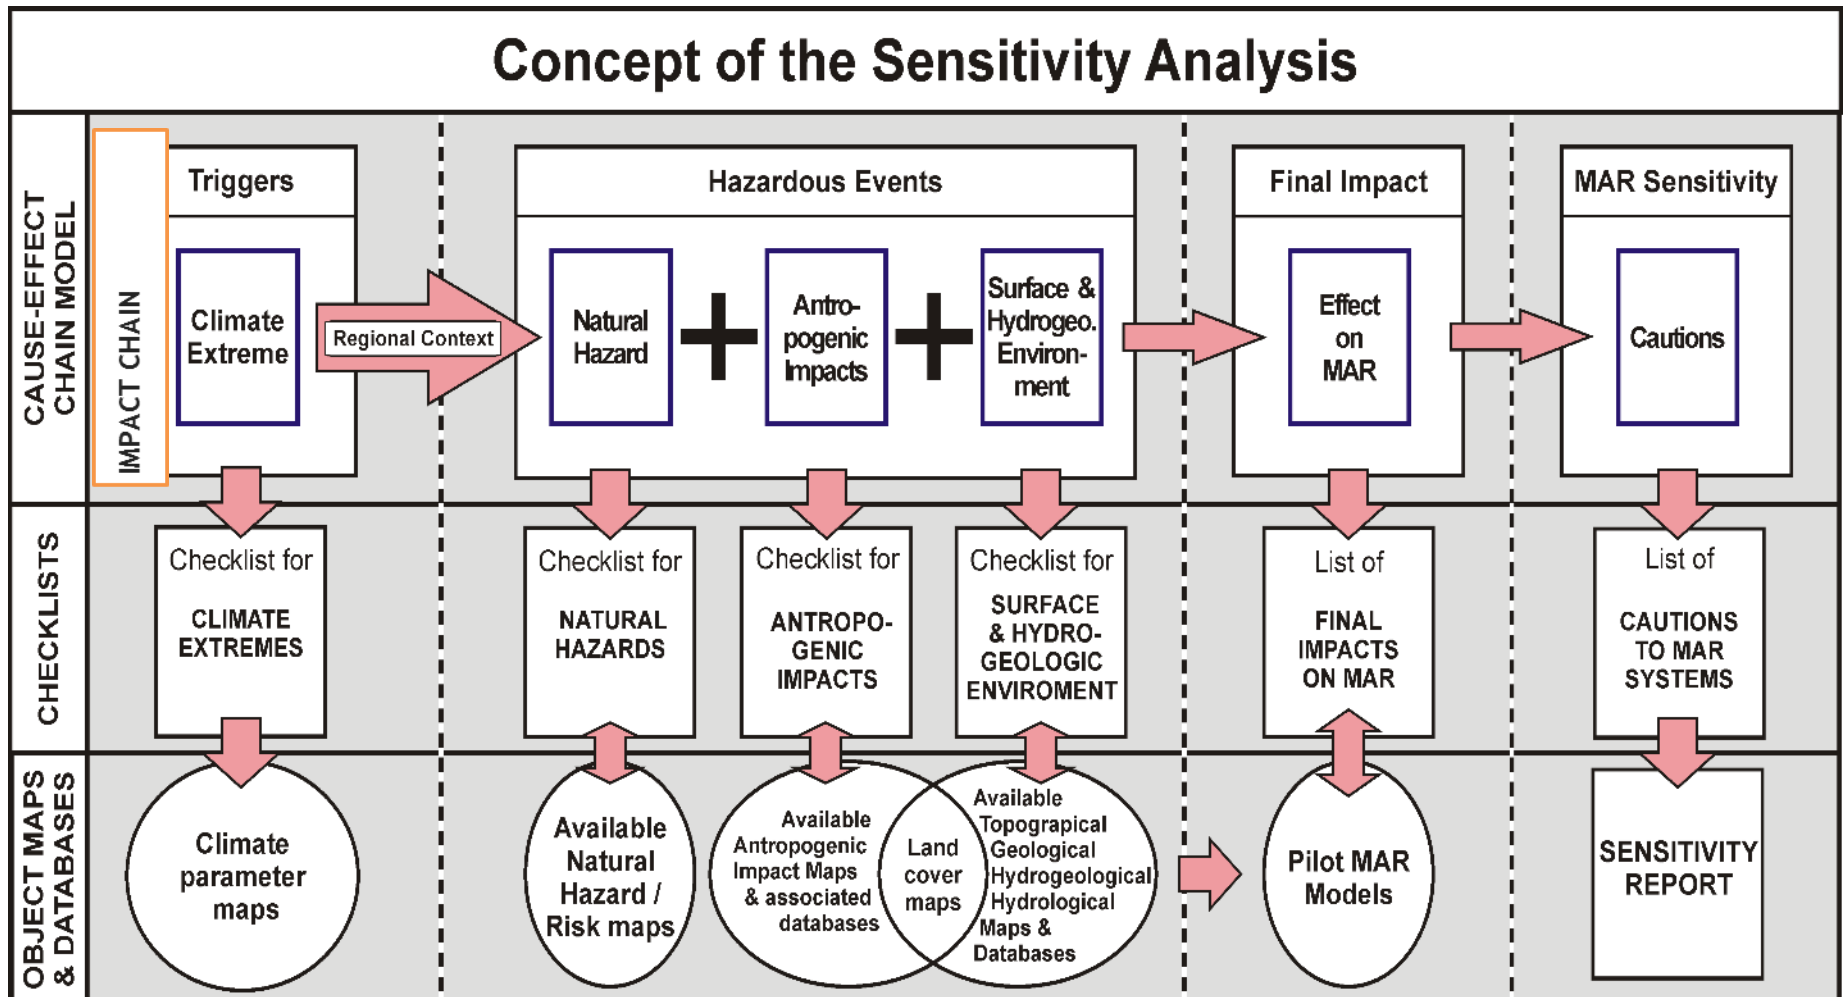 Concept of the Sensitivity Analysis
CAUSE-EFFECT
CHAIN MODEL
IMPACT CHAIN
Triggers
Climate
Extreme
Regional Context
Hazardous Events
Natural
Hazard
Antro-
pogenic
Impacts
Surface &
Hydrogeo.
Environ-
ment
Final Impact
Effect
on
MAR
MAR Sensitivity
Cautions
CHECKLISTS
Checklist for
CLIMATE
EXTREMES
Checklist for
NATURAL
HAZARDS
Checklist for
ANTROPO-
GENIC
IMPACTS
Checklist for
SURFACE
& HYDRO-
GEOLOGIC
ENVIROMENT
List of
FINAL
IMPACTS
ON MAR
List of
CAUTIONS
TO MAR
SYSTEMS
OBJECT MAPS
& DATABASES
Climate
parameter
maps
Available
Natural
Hazard /
Risk maps
Available
Antropogenic
Impact Maps
& associated
databases
Land
cover
maps
Available
Topograpical
Geological
Hydrogeological
Hydrological
Maps &
Databases
Pilot MAR
Models
SENSITIVITY
REPORT